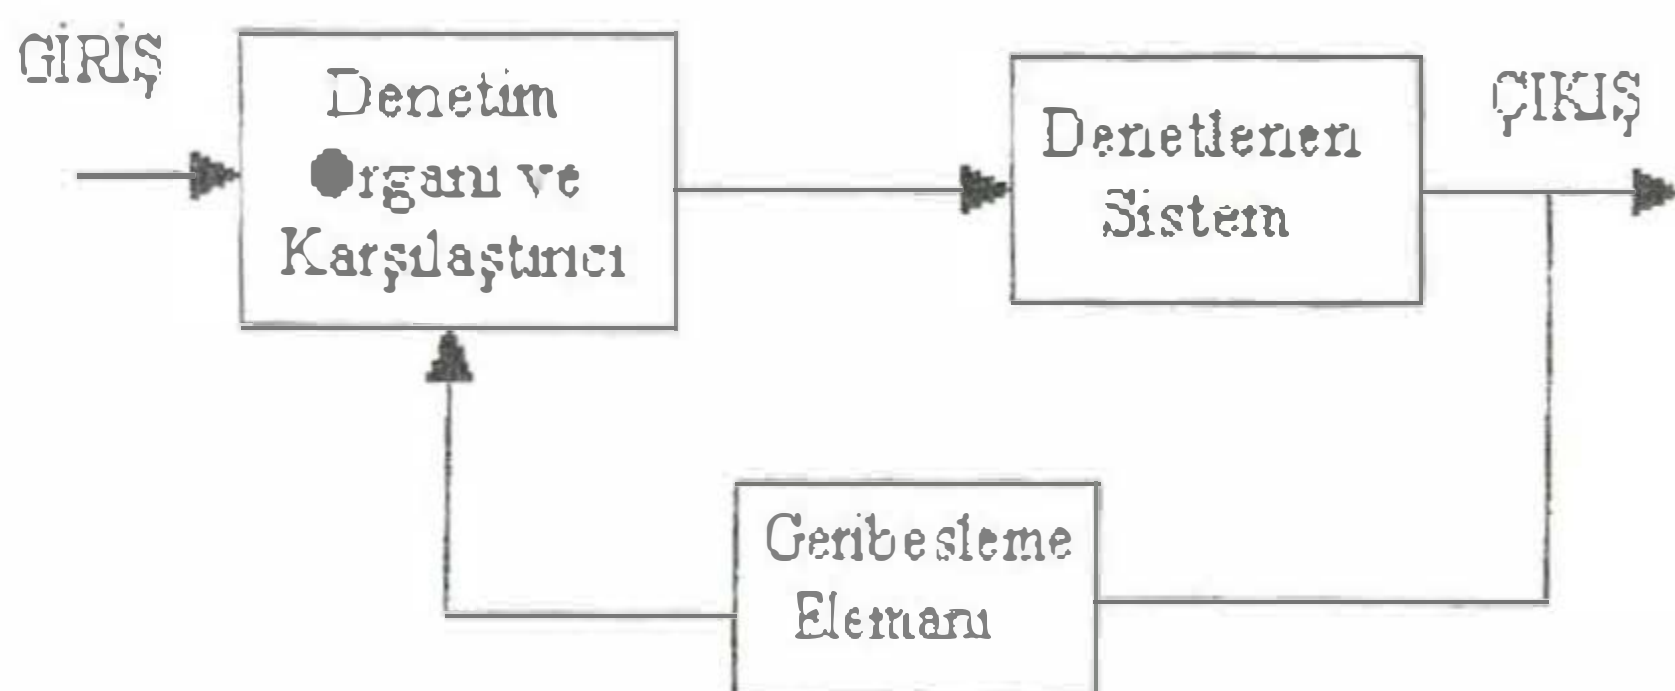 GİRİŞ
Denetim
Organı ve
Karşılaştırıcı
Denetlenen
Sistem
ÇIKIŞ
Geribesleme
Elemanı